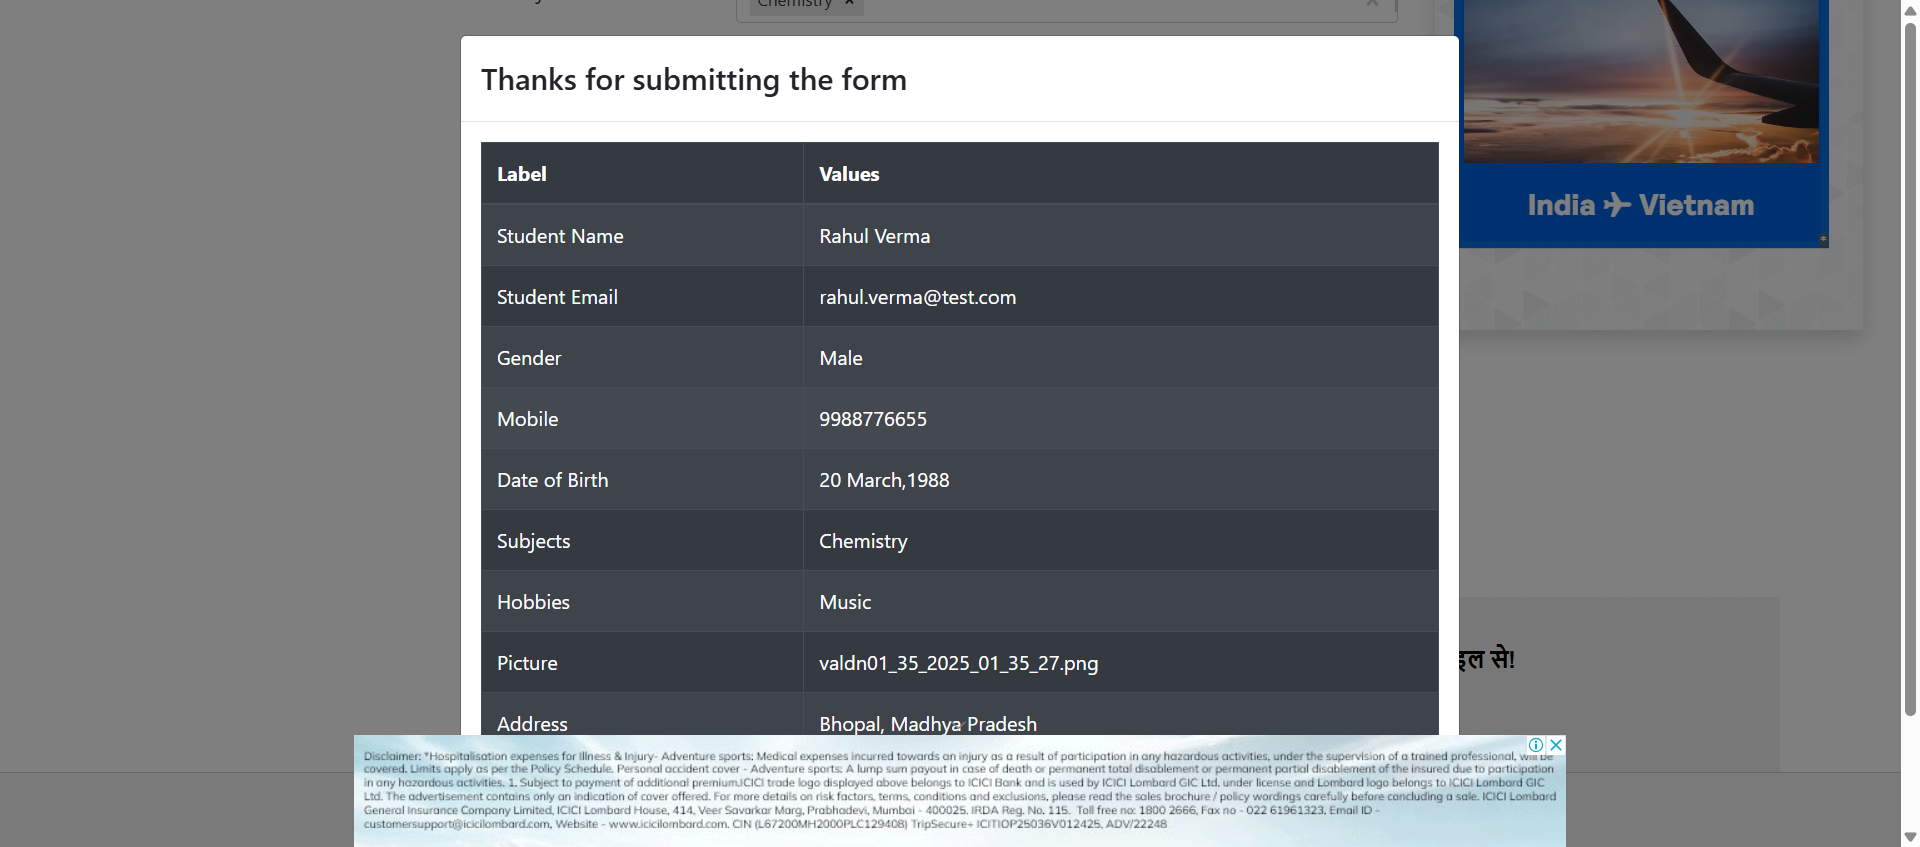 Chemistry ×
Thanks for submitting the form
Label Values
Student Name Rahul Verma
Student Email rahul.verma@test.com
Gender Male
Mobile 9988776655
Date of Birth 20 March,1988
Subjects Chemistry
Hobbies Music
Picture valdn01_35_2025_01_35_27.png
Address Bhopal, Madhya Pradesh
India ✈ Vietnam
*
इल से!
Disclaimer: *Hospitalisation expenses for Illness & Injury- Adventure sports: Medical expenses incurred towards an injury as a result of participation in any hazardous activities, under the supervision of a trained professional, will be
covered. Limits apply as per the Policy Schedule. Personal accident cover - Adventure sports: A lump sum payout in case of death or permanent total disablement or permanent partial disablement of the insured due to participation
in any hazardous activities. 1. Subject to payment of additional premium.ICICI trade logo displayed above belongs to ICICI Bank and is used by ICICI Lombard GIC Ltd. under license and Lombard logo belongs to ICICI Lombard GIC
Ltd. The advertisement contains only an indication of cover offered. For more details on risk factors, terms, conditions and exclusions, please read the sales brochure / policy wordings carefully before concluding a sale. ICICI Lombard
General Insurance Company Limited, ICICI Lombard House, 414, Veer Savarkar Marg, Prabhadevi, Mumbai - 400025. IRDA Reg. No. 115. Toll free no: 1800 2666, Fax no - 022 61961323. Email ID -
customersupport@icicilombard.com, Website - www.icicilombard.com. CIN (L67200MH2000PLC129408) TripSecure+ ICITIOP25036V012425, ADV/22248